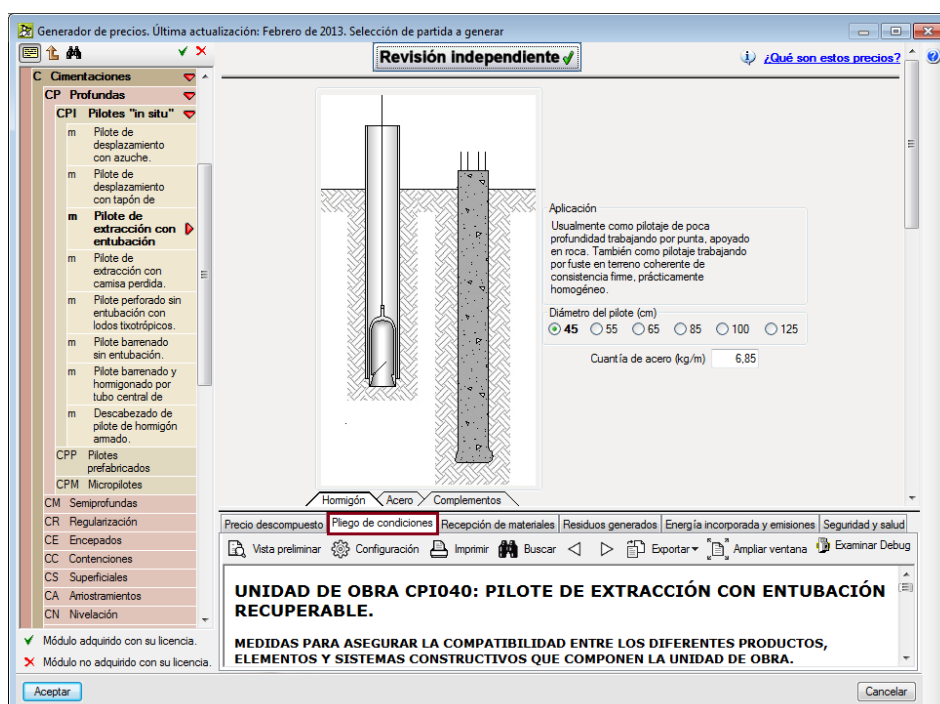 Generador de precios. Última actualización: Febrero de 2013. Selección de partida a generar
Revisión independiente
¿Qué son estos precios?
C Cimentaciones
CP Profundas
CPI Pilotes "in situ"
m Pilote de
desplazamiento
con azuche.
m Pilote de
desplazamiento
con tapón de
m Pilote de
extracción con
entubación
m Pilote de
extracción con
camisa perdida.
m Pilote perforado sin
entubación con
lodos tixotrópicos.
m Pilote barrenado
sin entubación.
m Pilote barrenado y
hormigonado por
tubo central de
m Descabezado de
pilote de hormigón
armado.
CPP Pilotes
prefabricados
CPM Micropilotes
CM Semiprofundas
CR Regularización
CE Encepados
CC Contenciones
CS Superficiales
CA Arriostramientos
CN Nivelación
Módulo adquirido con su licencia.
Módulo no adquirido con su licencia.
Aplicación
Usualmente como pilotaje de poca
profundidad trabajando por punta, apoyado
en roca. También como pilotaje trabajando
por fuste en terreno coherente de
consistencia firme, prácticamente
homogéneo.
Diámetro del pilote (cm)
45 55 65 85 100 125
Cuantía de acero (kg/m) 6,85
Hormigón Acero Complementos
Precio descompuesto Pliego de condiciones Recepción de materiales Residuos generados Energía incorporada y emisiones Seguridad y salud
Vista preliminar Configuración Imprimir Buscar Exportar Ampliar ventana Examinar Debug
UNIDAD DE OBRA CPI040: PILOTE DE EXTRACCIÓN CON ENTUBACIÓN
RECUPERABLE.
MEDIDAS PARA ASEGURAR LA COMPATIBILIDAD ENTRE LOS DIFERENTES PRODUCTOS,
ELEMENTOS Y SISTEMAS CONSTRUCTIVOS QUE COMPONEN LA UNIDAD DE OBRA.
Aceptar
Cancelar